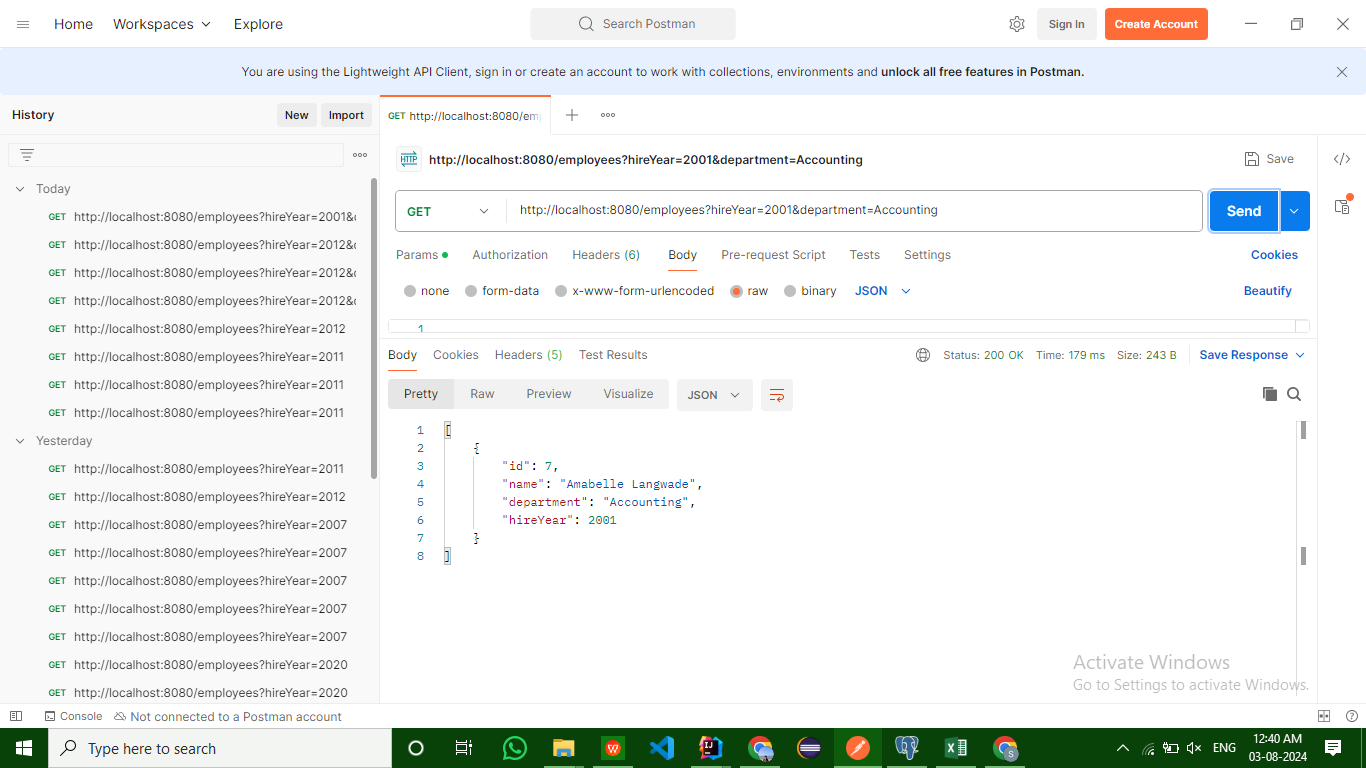 Home Workspaces Explore Search Postman Sign In Create Account
You are using the Lightweight API Client, sign in or create an account to work with collections, environments and unlock all free features in Postman.
History New Import
GET http://localhost:8080/em
http://localhost:8080/employees?hireYear=2001&department=Accounting Save
GET http://localhost:8080/employees?hireYear=2001&department=Accounting Send
Params Authorization Headers (6) Body Pre-request Script Tests Settings Cookies
none form-data x-www-form-urlencoded raw binary JSON Beautify
1
Body Cookies Headers (5) Test Results Status: 200 OK Time: 179 ms Size: 243 B Save Response
Pretty Raw Preview Visualize JSON
1 [
2 {
3 "id": 7,
4 "name": "Amabelle Langwade",
5 "department": "Accounting",
6 "hireYear": 2001
7 }
8 ]
Today
GET http://localhost:8080/employees?hireYear=2001&
GET http://localhost:8080/employees?hireYear=2012&
GET http://localhost:8080/employees?hireYear=2012&
GET http://localhost:8080/employees?hireYear=2012&
GET http://localhost:8080/employees?hireYear=2012
GET http://localhost:8080/employees?hireYear=2011
GET http://localhost:8080/employees?hireYear=2011
GET http://localhost:8080/employees?hireYear=2011
Yesterday
GET http://localhost:8080/employees?hireYear=2011
GET http://localhost:8080/employees?hireYear=2012
GET http://localhost:8080/employees?hireYear=2007
GET http://localhost:8080/employees?hireYear=2007
GET http://localhost:8080/employees?hireYear=2007
GET http://localhost:8080/employees?hireYear=2007
GET http://localhost:8080/employees?hireYear=2007
GET http://localhost:8080/employees?hireYear=2020
GET http://localhost:8080/employees?hireYear=2020
Activate Windows
Go to Settings to activate Windows.
Console Not connected to a Postman account
Type here to search ENG 12:40 AM
03-08-2024